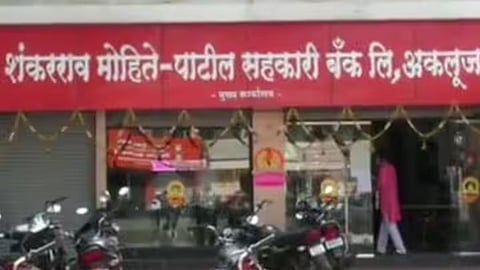 शंकरराव मोहिते-पाटील सहकारी बँक लि, अकलूज
- मुख्य कार्यालय -